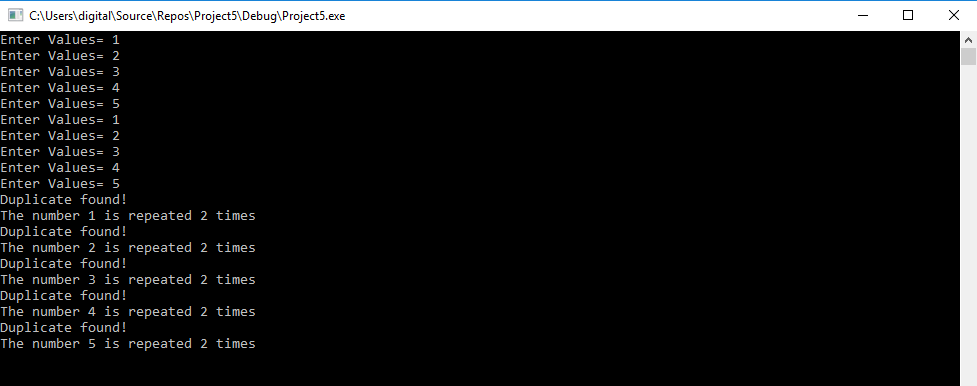 C:\Users\digital\Source\Repos\Project5\Debug\Project5.exe
Enter Values= 1
Enter Values= 2
Enter Values= 3
Enter Values= 4
Enter Values= 5
Enter Values= 1
Enter Values= 2
Enter Values= 3
Enter Values= 4
Enter Values= 5
Duplicate found!
The number 1 is repeated 2 times
Duplicate found!
The number 2 is repeated 2 times
Duplicate found!
The number 3 is repeated 2 times
Duplicate found!
The number 4 is repeated 2 times
Duplicate found!
The number 5 is repeated 2 times